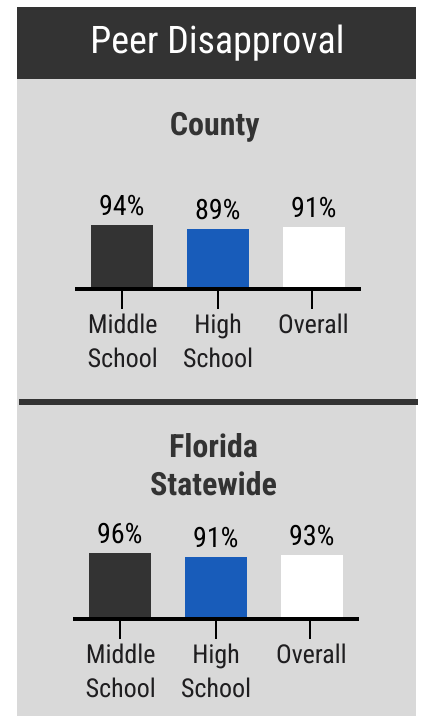 Peer Disapproval
County
94% 89% 91%
Middle School
High School
Overall
Florida
Statewide
96% 91% 93%
Middle School
High School
Overall